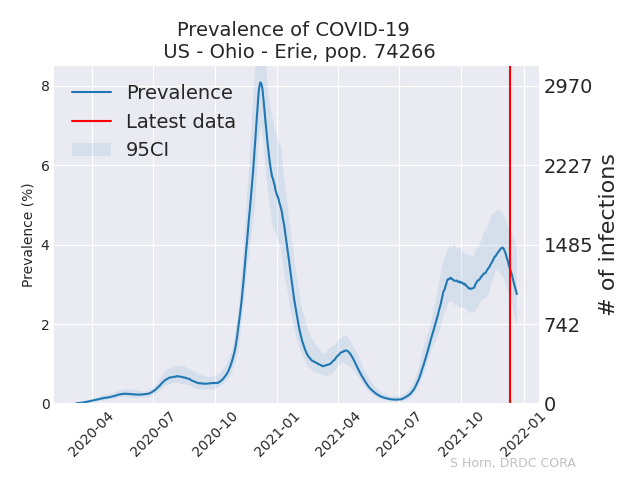 Prevalence of COVID-19
US - Ohio - Erie, pop. 74266
Prevalence
Latest data
95CI
8
6
4
2
0
Prevalence (%)
2970
2227
1485
742
0
# of infections
2020-04
2020-07
2020-10
2021-01
2021-04
2021-07
2021-10
2022-01
S Horn, DRDC CORA